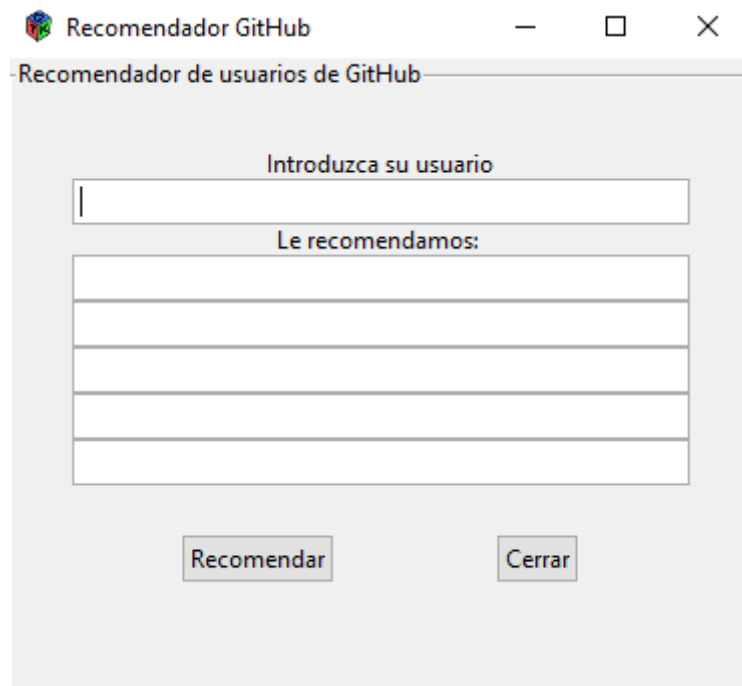 Recomendador GitHub
Recomendador de usuarios de GitHub
Introduzca su usuario
Le recomendamos:
Recomendar Cerrar